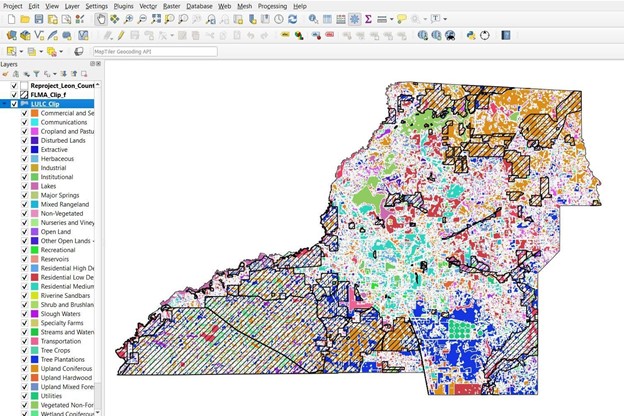 Project Edit View Layer Settings Plugins Vector Raster Database Web Mesh Processing Help
MapTiler Geocoding API
Layers
Reproject_Leon_Count
FLMA_Clip_f
LULC_Clip
Commercial and Se
Communications
Cropland and Pastu
Disturbed Lands
Extractive
Herbaceous
Industrial
Institutional
Lakes
Major Springs
Mixed Rangeland
Non-Vegetated
Nurseries and Viney
Open Land
Other Open Lands
Recreational
Reservoirs
Residential High De
Residential Low De
Residential Medium
Riverine Sandbars
Shrub and Brushlan
Slough Waters
Specialty Farms
Streams and Water
Transportation
Tree Crops
Tree Plantations
Upland Coniferous
Upland Hardwood
Upland Mixed Fores
Utilities
Vegetated Non-For
Wetland Coniferous